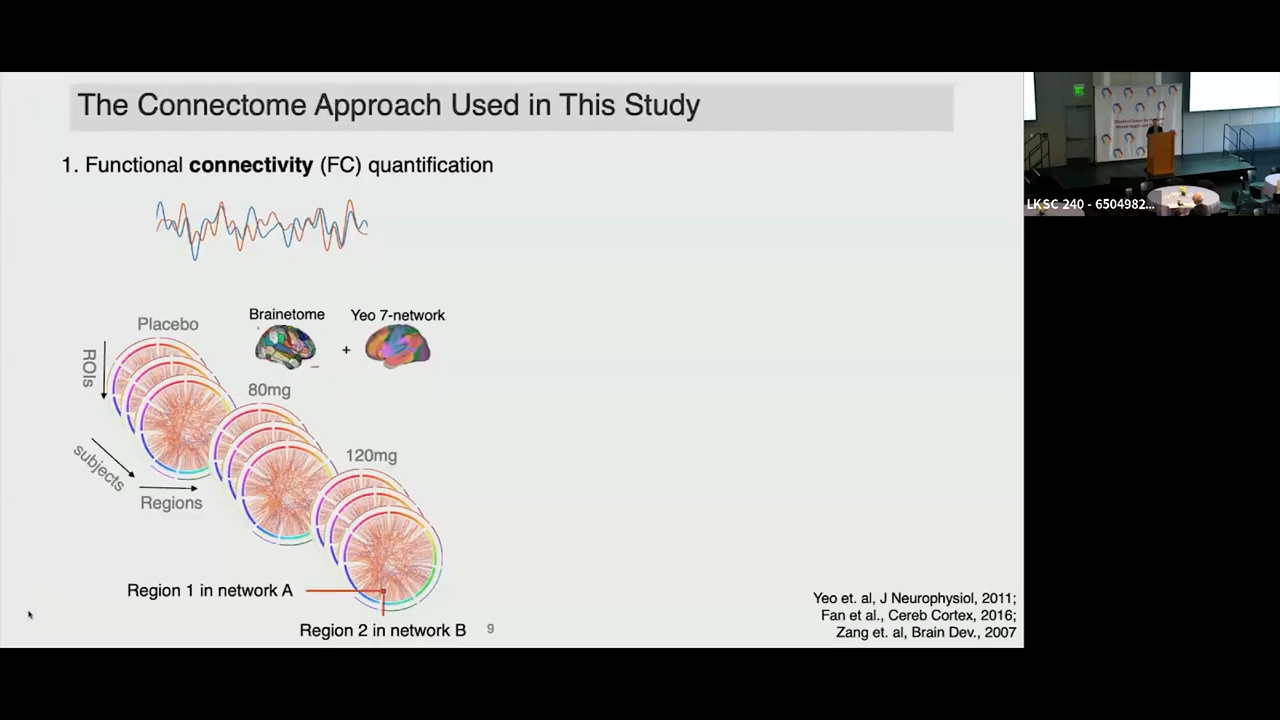 The Connectome Approach Used in This Study
1. Functional connectivity (FC) quantification
Brainetome
Yeo 7-network
+
Placebo
ROIs
80mg
subjects
120mg
Regions
Region 1 in network A
Region 2 in network B
9
Yeo et. al, J Neurophysiol, 2011;
Fan et al., Cereb Cortex, 2016;
Zang et. al, Brain Dev., 2007
LKSC 240 - 6504982...